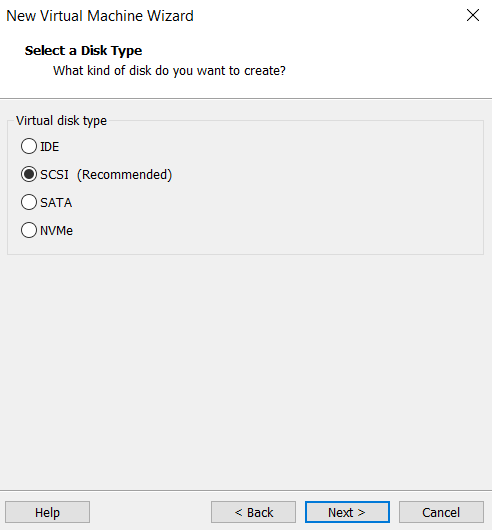 New Virtual Machine Wizard
Select a Disk Type
What kind of disk do you want to create?
Virtual disk type
IDE
SCSI (Recommended)
SATA
NVMe
Help
< Back
Next >
Cancel